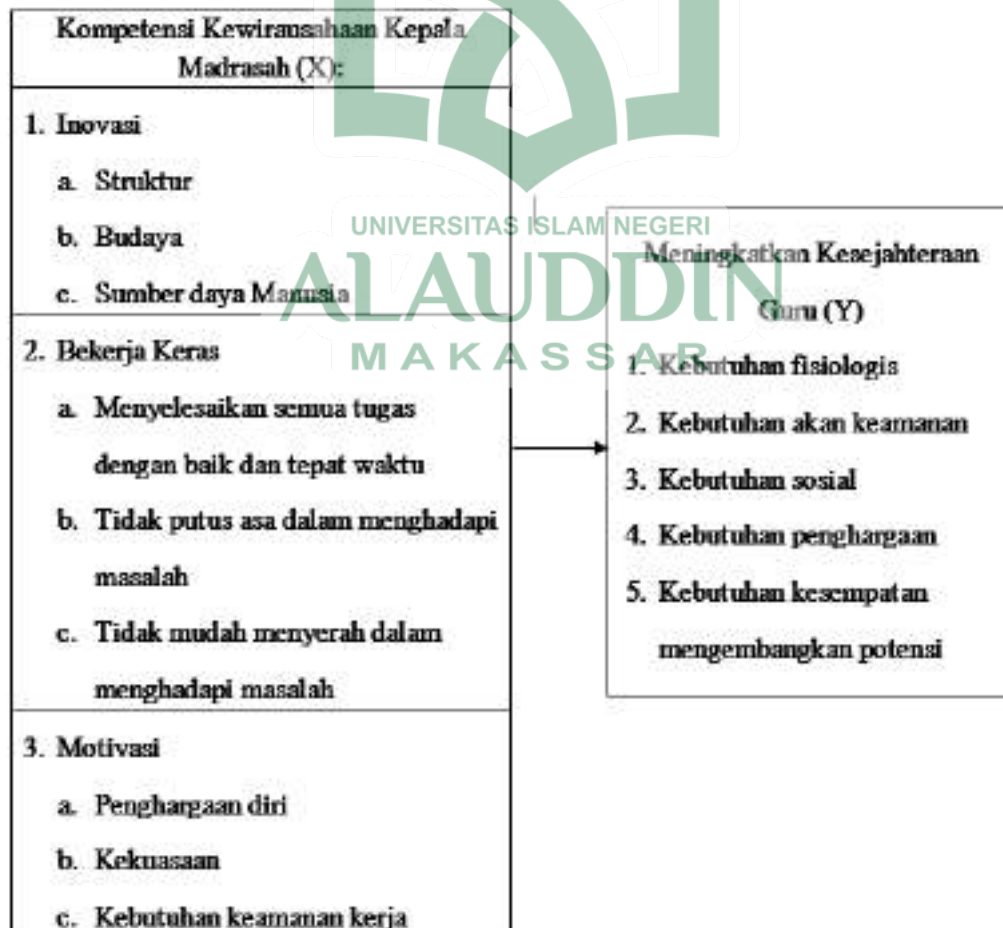 Kompetensi Kewirausahaan Kepala
Madrasah (X):
1. Inovasi
a. Struktur
b. Budaya
c. Sumber daya Manusia
2. Bekerja Keras
a. Menyelesaikan semua tugas
dengan baik dan tepat waktu
b. Tidak putus asa dalam menghadapi
masalah
c. Tidak mudah menyerah dalam
menghadapi masalah
3. Motivasi
a. Penghargaan diri
b. Kekuasaan
c. Kebutuhan keamanan kerja
UNIVERSITAS ISLAM NEGERI
ALAUDDIN
MAKASSAR
Meningkatkan Kesejahteraan
Guru (Y)
1. Kebutuhan fisiologis
2. Kebutuhan akan keamanan
3. Kebutuhan sosial
4. Kebutuhan penghargaan
5. Kebutuhan kesempatan
mengembangkan potensi